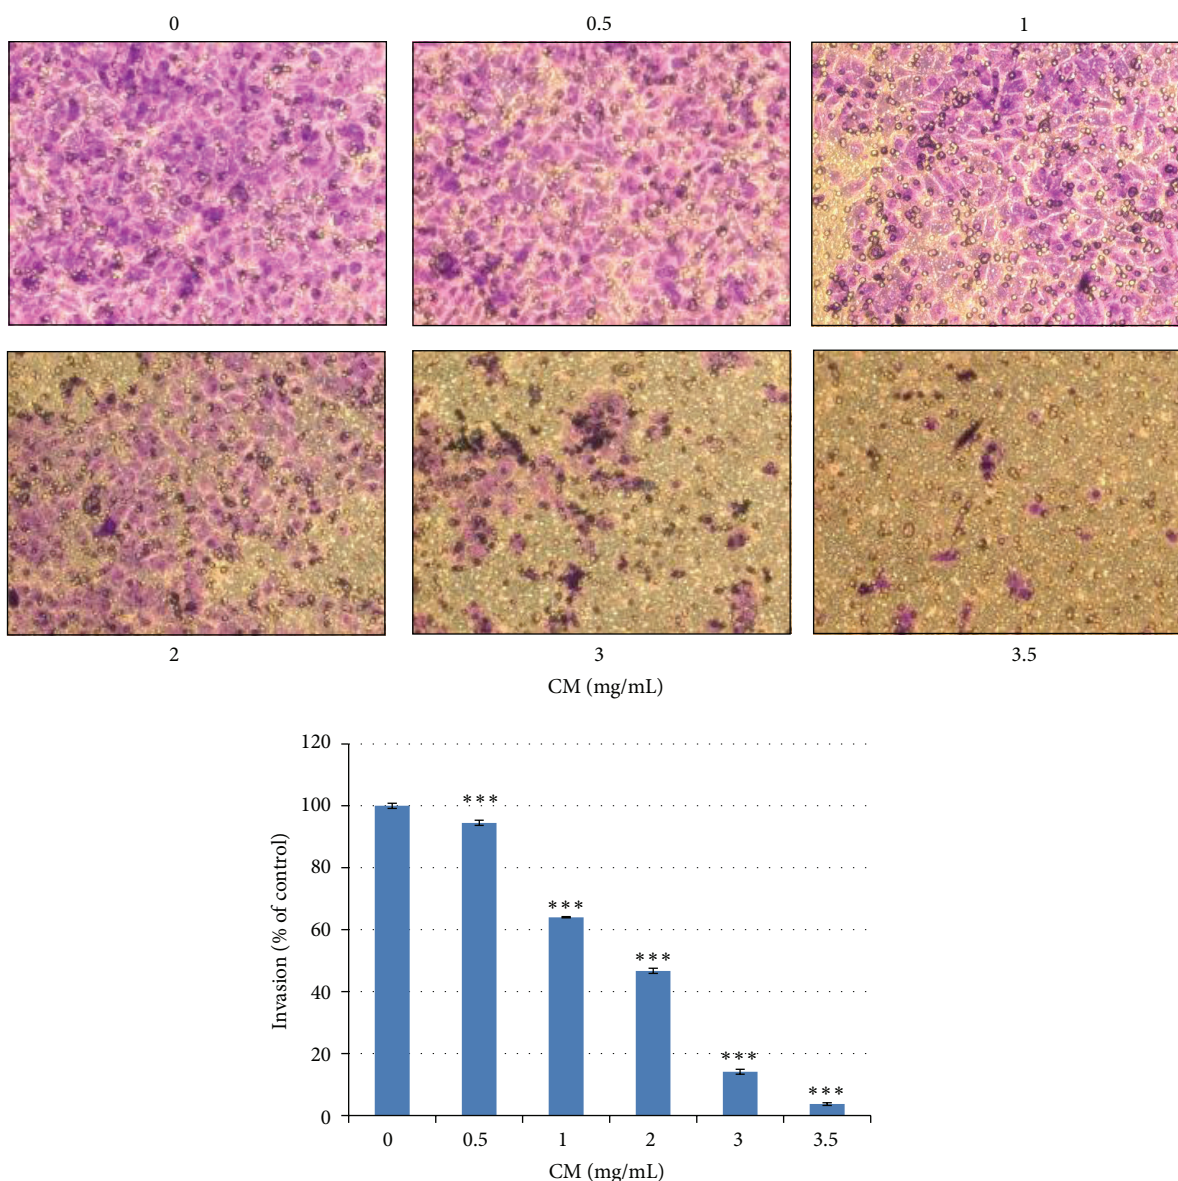 0 0.5 1
2 3 3.5
CM (mg/mL)
120
100
80
60
40
20
0
Invasion (% of control)
***
***
***
***
***
0 0.5 1 2 3 3.5
CM (mg/mL)